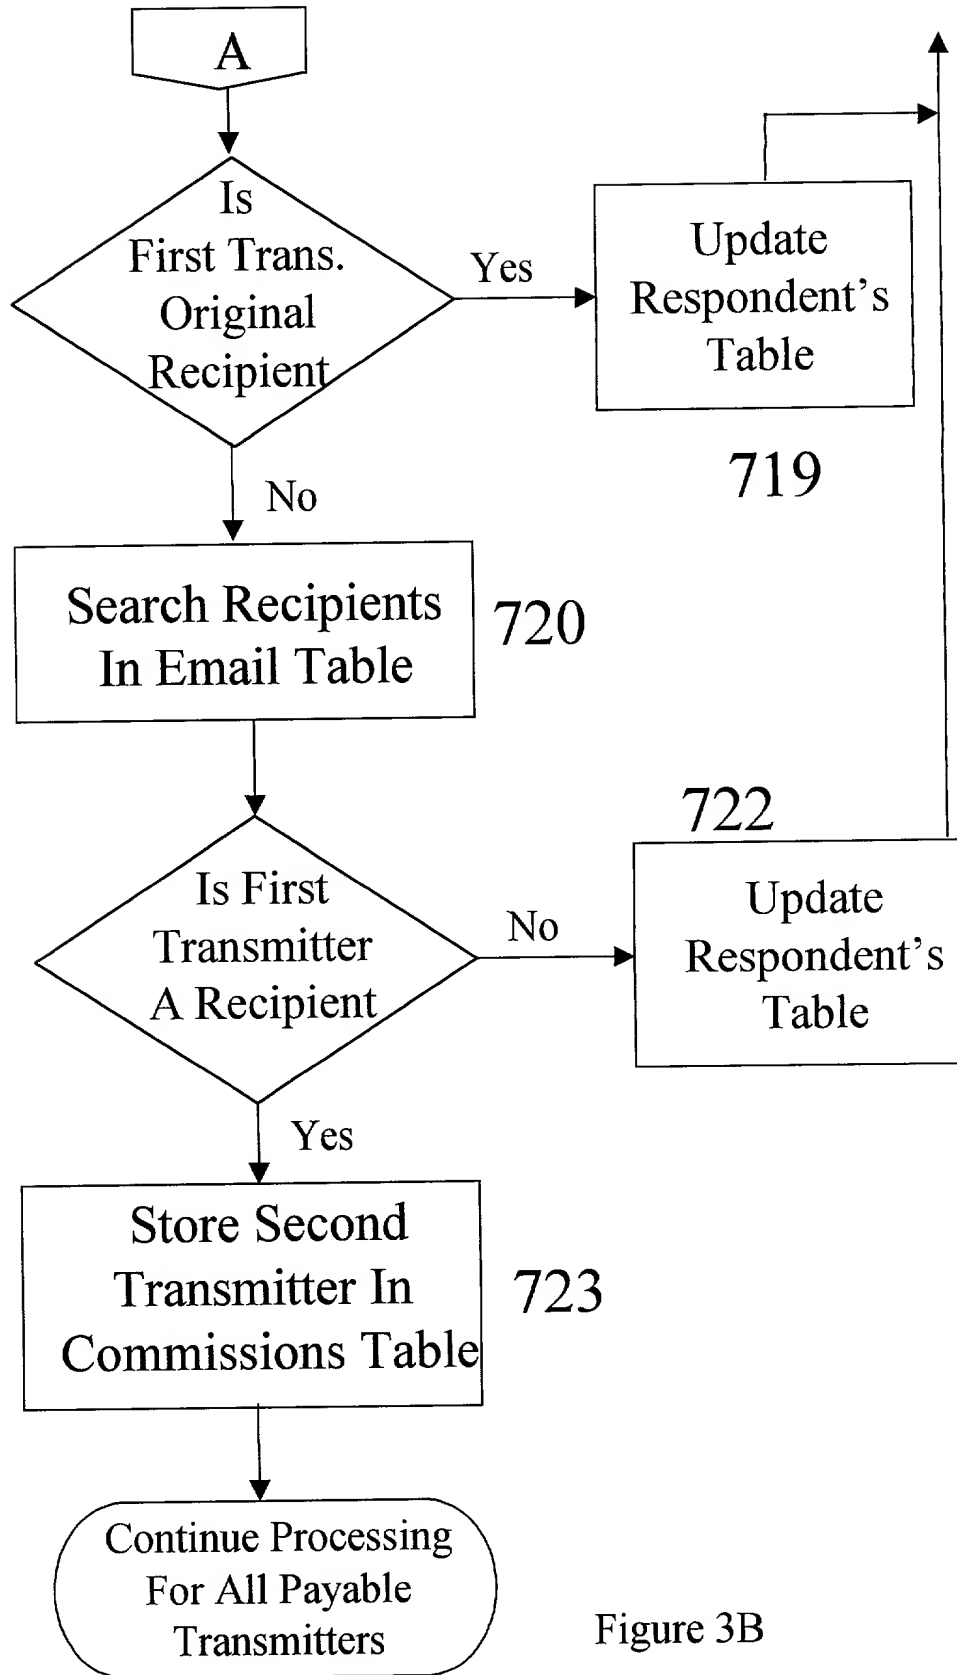 A
Is
First Trans.
Original
Recipient
Yes
Update
Respondent's
Table
719
No
Search Recipients
In Email Table
720
Is First
Transmitter
A Recipient
No
722
Update
Respondent's
Table
Yes
Store Second
Transmitter In
Commissions Table
723
Continue Processing
For All Payable
Transmitters
Figure 3B